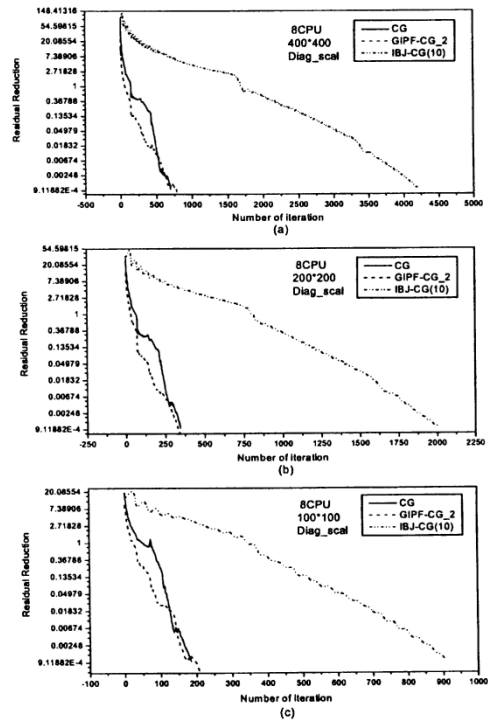 148.41316
20.08554
7.38906
2.71828
1
0.36788
0.13534
0.04979
0.01832
0.00674
9.11882E-4
Residual Reduction
8CPU
400*400
Diag_scal
CG
GIPF-CG_2
IBJ-CG(10)
-500 0 500 1000 1500 2000 2500 3000 3500 4000 4500 5000
Number of iteration
(a)
54.59815
20.08554
7.38906
2.71828
1
0.36788
0.13534
0.04979
0.01832
0.00674
0.00248
9.11882E-4
Residual Reduction
8CPU
200*200
Diag_scal
CG
GIPF-CG_2
IBJ-CG(10)
-250 0 250 500 750 1000 1250 1500 1750 2000 2250
Number of iteration
(b)
20.08554
7.38906
2.71828
1
0.36788
0.13534
0.04979
0.01832
0.00674
0.00248
9.11882E-4
Residual Reduction
8CPU
100*100
Diag_scal
CG
GIPF-CG_2
IBJ-CG(10)
-100 0 100 200 300 400 500 600 700 800 900 1000
Number of iteration
(c)